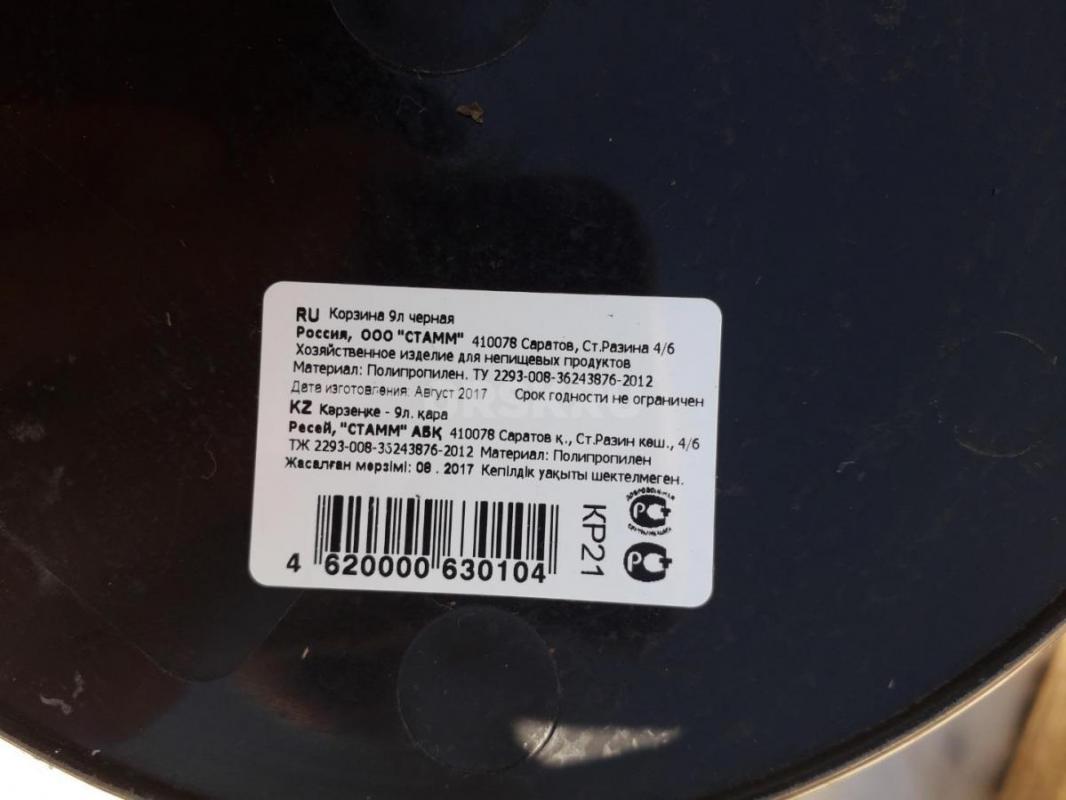 RU Корзина 9л черная
Россия, ООО "СТАММ" 410078 Саратов, Ст.Разина 4/6
Хозяйственное изделие для непищевых продуктов
Материал: Полипропилен. ТУ 2293-008-36243876-2012
Дата изготовления: Август 2017 Срок годности не ограничен
KZ Кәрзеңке - 9л. қара
Ресей, "СТАММ" АБҚ 410078 Саратов қ., Ст.Разин көш., 4/6
ТЖ 2293-008-36243876-2012 Материал: Полипропилен
Жасалған мерзімі: 08 . 2017 Кепілдік уақыты шектелмеген.
КР21
4 620000 630104